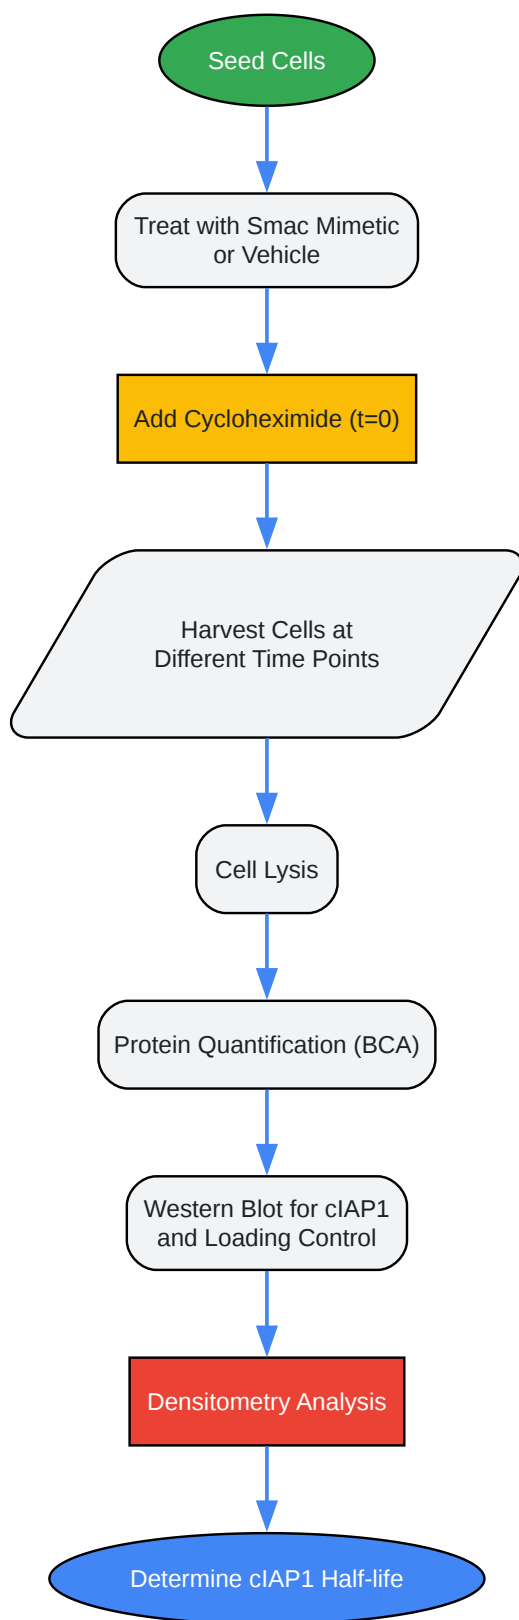 Seed Cells
Treat with Smac Mimetic
or Vehicle
Add Cycloheximide (t=0)
Harvest Cells at
Different Time Points
Cell Lysis
Protein Quantification (BCA)
Western Blot for cIAP1
and Loading Control
Densitometry Analysis
Determine cIAP1 Half-life